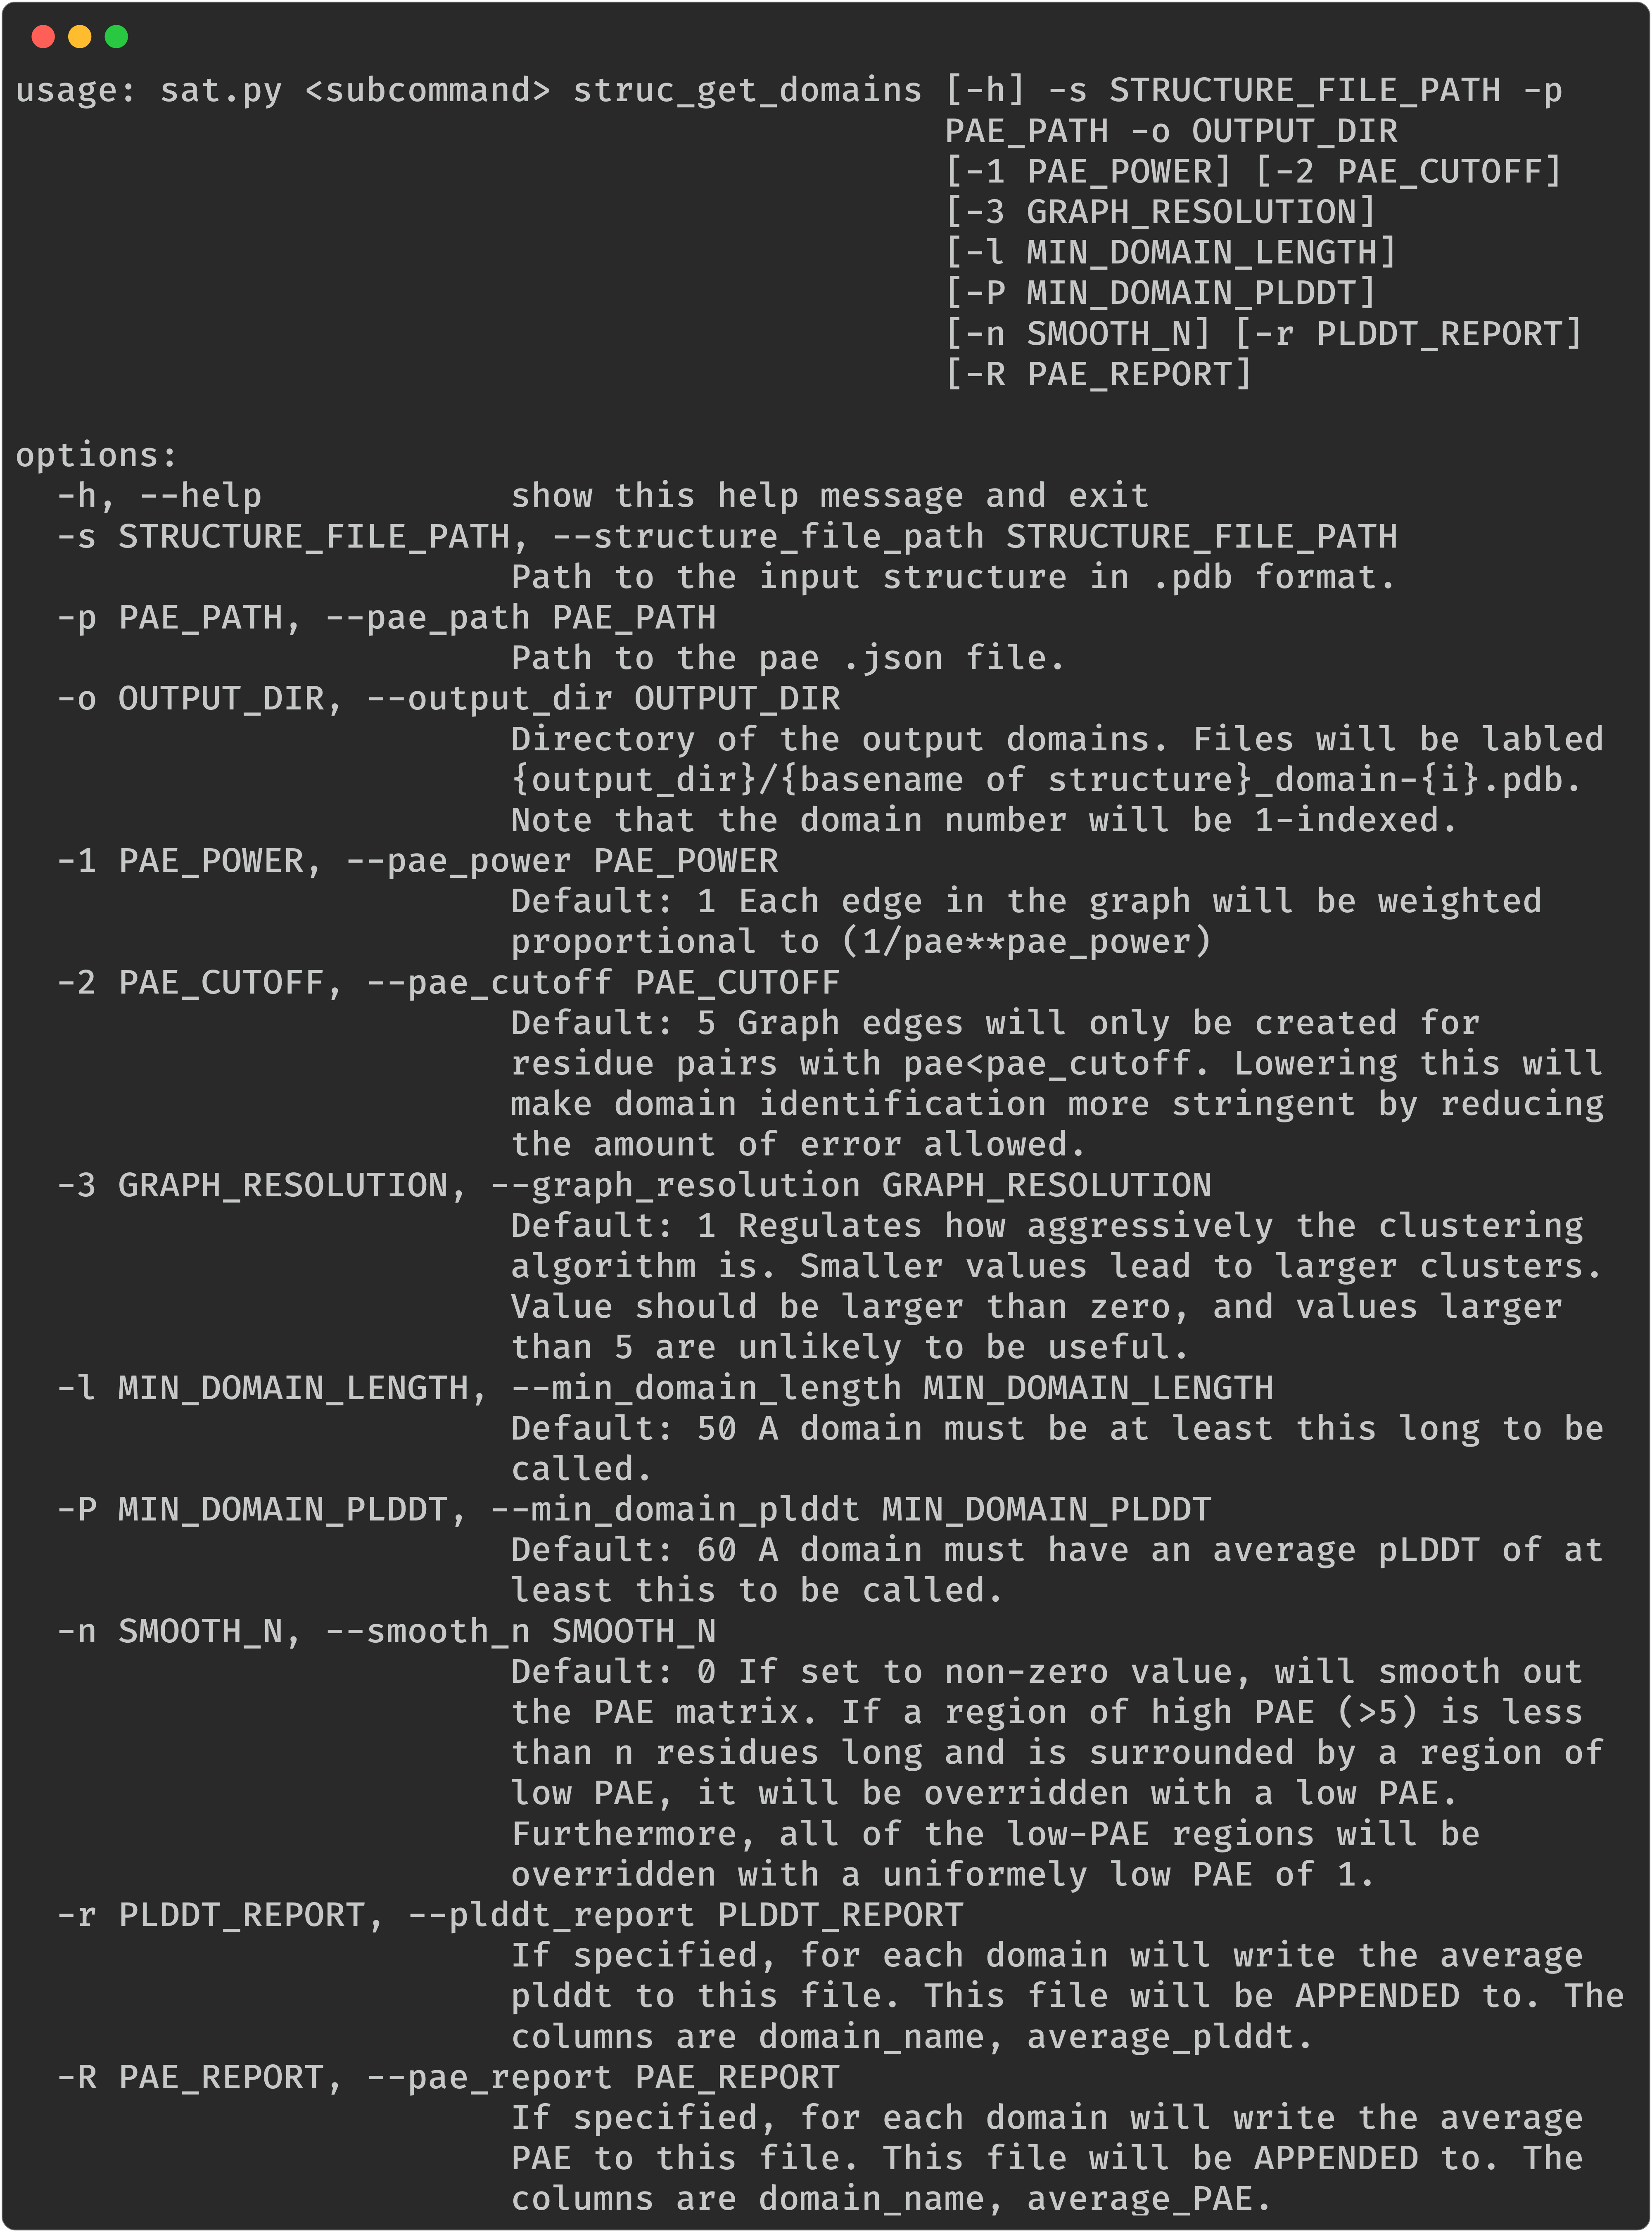 usage: sat.py <subcommand> struc_get_domains [-h] -s STRUCTURE_FILE_PATH -p
PAE_PATH -o OUTPUT_DIR
[-1 PAE_POWER] [-2 PAE_CUTOFF]
[-3 GRAPH_RESOLUTION]
[-l MIN_DOMAIN_LENGTH]
[-P MIN_DOMAIN_PLDDT]
[-n SMOOTH_N] [-r PLDDT_REPORT]
[-R PAE_REPORT]
options:
-h, --help show this help message and exit
-s STRUCTURE_FILE_PATH, --structure_file_path STRUCTURE_FILE_PATH
Path to the input structure in .pdb format.
-p PAE_PATH, --pae_path PAE_PATH
Path to the pae .json file.
-o OUTPUT_DIR, --output_dir OUTPUT_DIR
Directory of the output domains. Files will be labled
{output_dir}/{basename of structure}_domain-{i}.pdb.
Note that the domain number will be 1-indexed.
-1 PAE_POWER, --pae_power PAE_POWER
Default: 1 Each edge in the graph will be weighted
proportional to (1/pae**pae_power)
-2 PAE_CUTOFF, --pae_cutoff PAE_CUTOFF
Default: 5 Graph edges will only be created for
residue pairs with pae<pae_cutoff. Lowering this will
make domain identification more stringent by reducing
the amount of error allowed.
-3 GRAPH_RESOLUTION, --graph_resolution GRAPH_RESOLUTION
Default: 1 Regulates how aggressively the clustering
algorithm is. Smaller values lead to larger clusters.
Value should be larger than zero, and values larger
than 5 are unlikely to be useful.
-l MIN_DOMAIN_LENGTH, --min_domain_length MIN_DOMAIN_LENGTH
Default: 50 A domain must be at least this long to be
called.
-P MIN_DOMAIN_PLDDT, --min_domain_plddt MIN_DOMAIN_PLDDT
Default: 60 A domain must have an average pLDDT of at
least this to be called.
-n SMOOTH_N, --smooth_n SMOOTH_N
Default: 0 If set to non-zero value, will smooth out
the PAE matrix. If a region of high PAE (>5) is less
than n residues long and is surrounded by a region of
low PAE, it will be overridden with a low PAE.
Furthermore, all of the low-PAE regions will be
overridden with a uniformely low PAE of 1.
-r PLDDT_REPORT, --plddt_report PLDDT_REPORT
If specified, for each domain will write the average
plddt to this file. This file will be APPENDED to. The
columns are domain_name, average_plddt.
-R PAE_REPORT, --pae_report PAE_REPORT
If specified, for each domain will write the average
PAE to this file. This file will be APPENDED to. The
columns are domain_name, average_PAE.